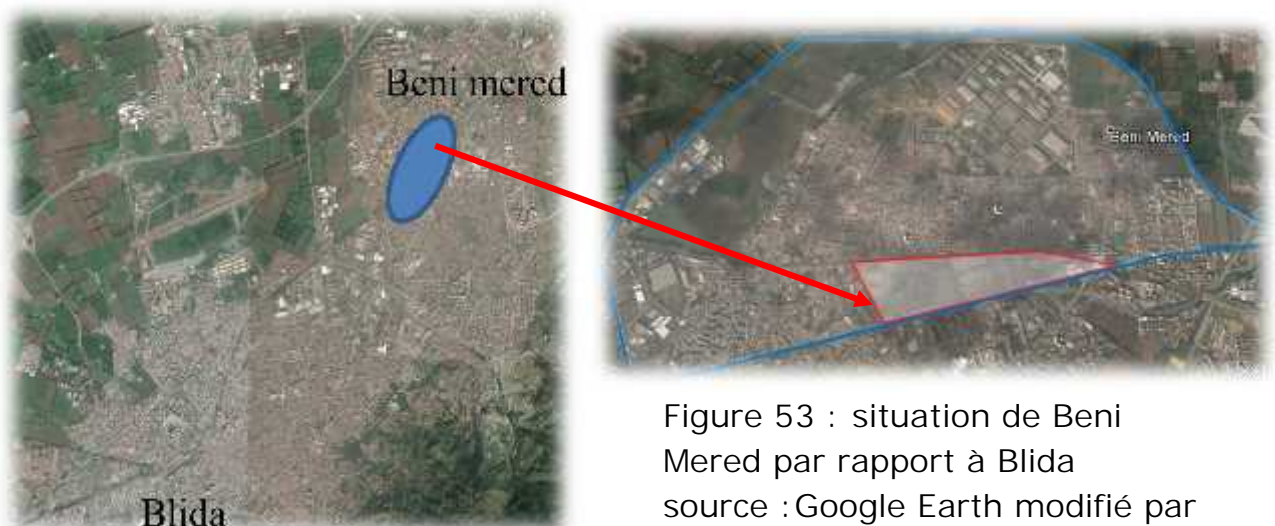 Beni mered
Beni Mered
Blida
Figure 53 : situation de Beni
Mered par rapport à Blida
source :Google Earth modifié par